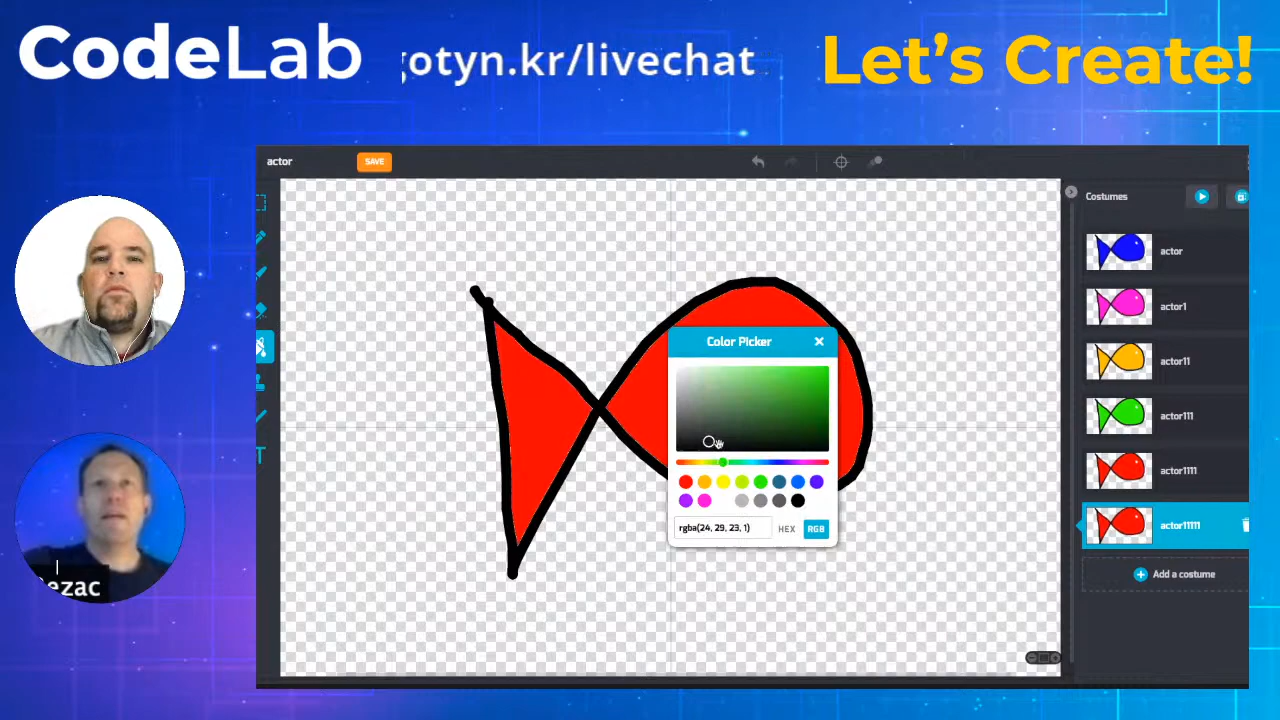 CodeLab
otyn.kr/livechat
Let's Create!
actor
SAVE
Costumes
actor
actor1
actor11
actor111
actor1111
actor11111
Add a costume
Color Picker
rgba(24, 29, 23, 1)
HEX
RGB
T
ezac